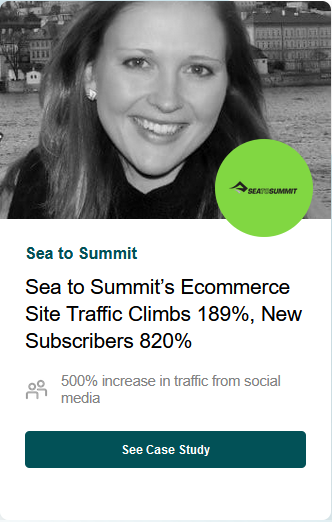 SEATOSUMMIT
Sea to Summit
Sea to Summit’s Ecommerce
Site Traffic Climbs 189%, New
Subscribers 820%
500% increase in traffic from social
media
See Case Study